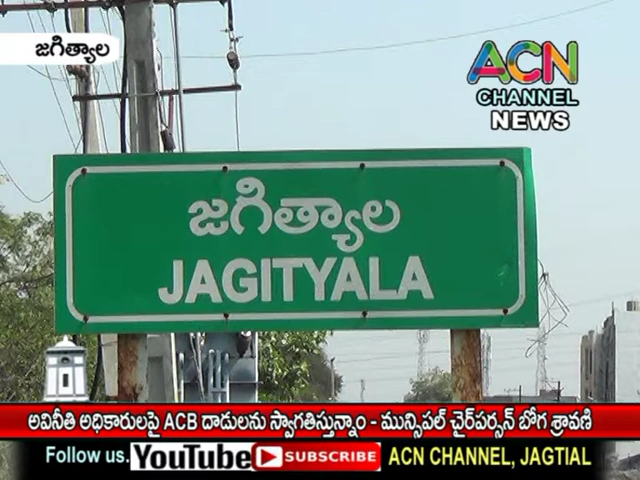 జగిత్యాల
ACN
CHANNEL
NEWS
జగిత్యాల
JAGITYALA
అవినీతి అధికారులపై ACB దాడులను స్వాగతిస్తున్నాం - మున్సిపల్ చైర్‌పర్సన్ బోగ శ్రావణి
Follow us. YouTube SUBSCRIBE ACN CHANNEL, JAGTIAL